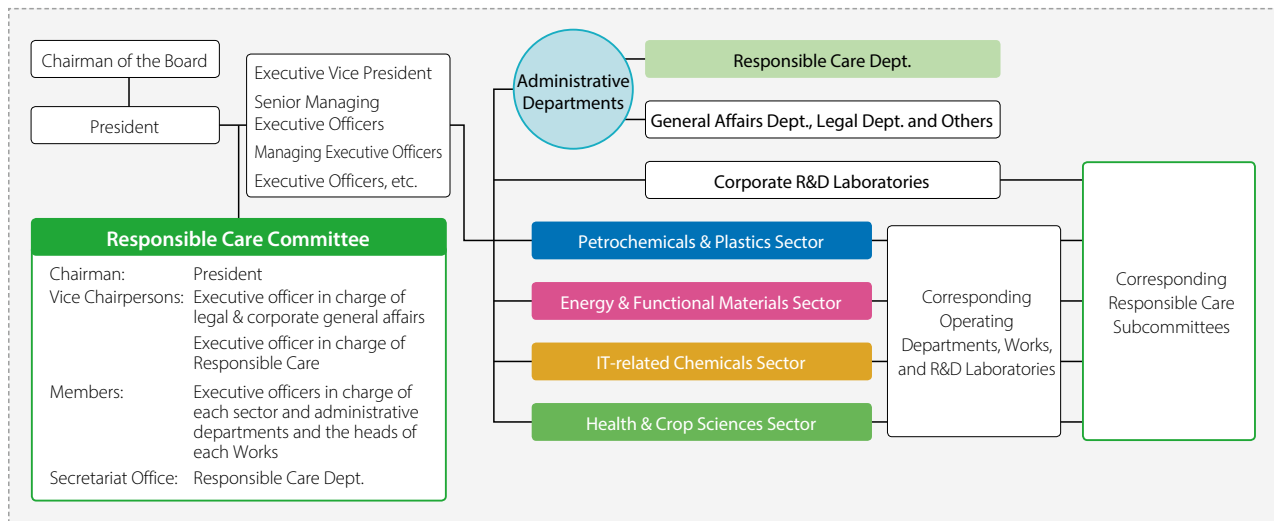 Chairman of the Board
President
Executive Vice President
Senior Managing
Executive Officers
Managing Executive Officers
Executive Officers, etc.
Responsible Care Committee
Chairman: President
Vice Chairpersons: Executive officer in charge of
legal & corporate general affairs
Executive officer in charge of
Responsible Care
Members: Executive officers in charge of
each sector and administrative
departments and the heads of
each Works
Secretariat Office: Responsible Care Dept.
Administrative
Departments
Responsible Care Dept.
General Affairs Dept., Legal Dept. and Others
Corporate R&D Laboratories
Petrochemicals & Plastics Sector
Energy & Functional Materials Sector
IT-related Chemicals Sector
Health & Crop Sciences Sector
Corresponding
Operating
Departments, Works,
and R&D Laboratories
Corresponding
Responsible Care
Subcommittees